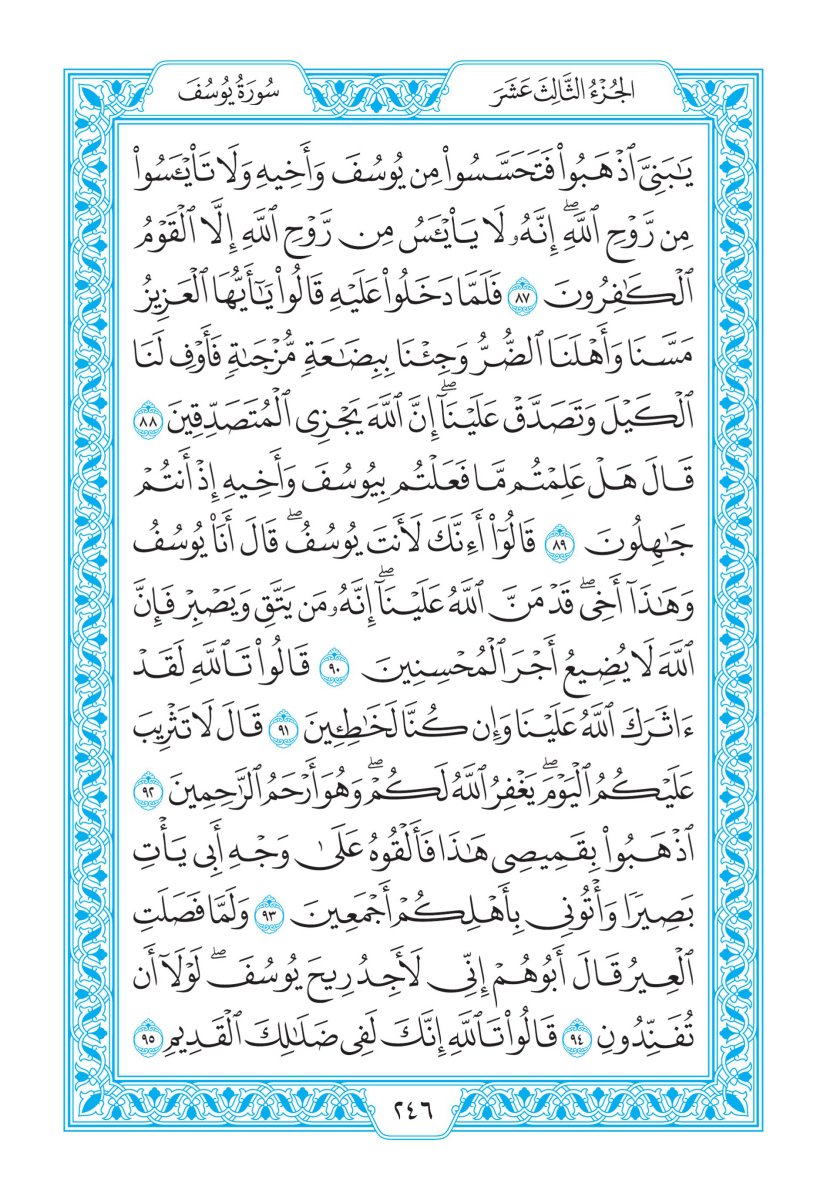 الجُزْءُ الثَّالِثَ عَشَرَ
سُورَةُ يُوسُفَ
يَٰبَنِيَّ ٱذۡهَبُواْ فَتَحَسَّسُواْ مِن يُوسُفَ وَأَخِيهِ وَلَا تَاْيۡـَٔسُواْ
مِن رَّوۡحِ ٱللَّهِۖ إِنَّهُۥ لَا يَاْيۡـَٔسُ مِن رَّوۡحِ ٱللَّهِ إِلَّا ٱلۡقَوۡمُ
ٱلۡكَٰفِرُونَ ٨٧ فَلَمَّا دَخَلُواْ عَلَيۡهِ قَالُواْ يَٰٓأَيُّهَا ٱلۡعَزِيزُ
مَسَّنَا وَأَهۡلَنَا ٱلضُّرُّ وَجِئۡنَا بِبِضَٰعَةٖ مُّزۡجَىٰةٖ فَأَوۡفِ لَنَا
ٱلۡكَيۡلَ وَتَصَدَّقۡ عَلَيۡنَآۖ إِنَّ ٱللَّهَ يَجۡزِي ٱلۡمُتَصَدِّقِينَ ٨٨
قَالَ هَلۡ عَلِمۡتُم مَّا فَعَلۡتُم بِيُوسُفَ وَأَخِيهِ إِذۡ أَنتُمۡ
جَٰهِلُونَ ٨٩ قَالُوٓاْ أَءِنَّكَ لَأَنتَ يُوسُفُۖ قَالَ أَنَا۠ يُوسُفُ
وَهَٰذَآ أَخِيۖ قَدۡ مَنَّ ٱللَّهُ عَلَيۡنَآۖ إِنَّهُۥ مَن يَتَّقِ وَيَصۡبِرۡ فَإِنَّ
ٱللَّهَ لَا يُضِيعُ أَجۡرَ ٱلۡمُحۡسِنِينَ ٩٠ قَالُواْ تَٱللَّهِ لَقَدۡ
ءَاثَرَكَ ٱللَّهُ عَلَيۡنَا وَإِن كُنَّا لَخَٰطِـِٔينَ ٩١ قَالَ لَا تَثۡرِيبَ
عَلَيۡكُمُ ٱلۡيَوۡمَۖ يَغۡفِرُ ٱللَّهُ لَكُمۡۖ وَهُوَ أَرۡحَمُ ٱلرَّٰحِمِينَ ٩٢
ٱذۡهَبُواْ بِقَمِيصِي هَٰذَا فَأَلۡقُوهُ عَلَىٰ وَجۡهِ أَبِي يَأۡتِ
بَصِيرٗا وَأۡتُونِي بِأَهۡلِكُمۡ أَجۡمَعِينَ ٩٣ وَلَمَّا فَصَلَتِ
ٱلۡعِيرُ قَالَ أَبُوهُمۡ إِنِّي لَأَجِدُ رِيحَ يُوسُفَۖ لَوۡلَآ أَن
تُفَنِّدُونِ ٩٤ قَالُواْ تَٱللَّهِ إِنَّكَ لَفِي ضَلَٰلِكَ ٱلۡقَدِيمِ ٩٥
٢٤٦